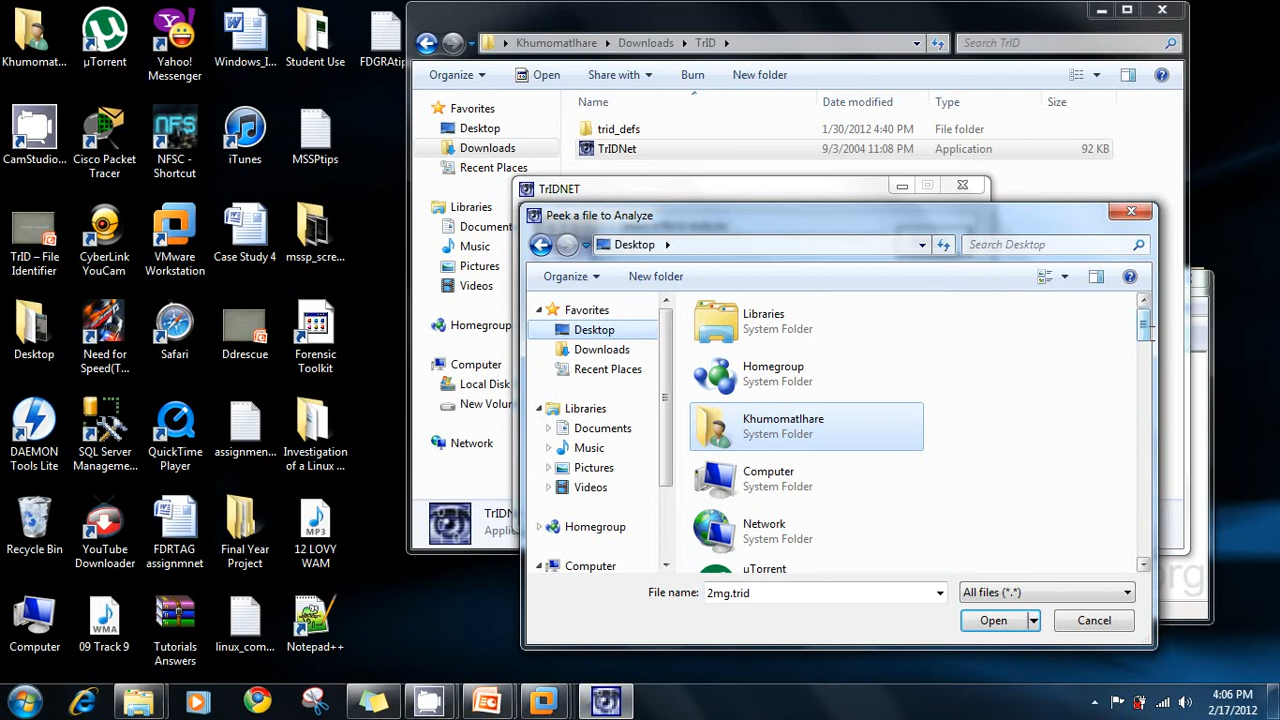 Khumomat...
µTorrent
Yahoo!
Messenger
Windows_I...
Student Use
FDGRAtip
CamStudio...
Cisco Packet
Tracer
NFSC -
Shortcut
iTunes
MSSPtips
TrID – File
Identifier
CyberLink
YouCam
VMware
Workstation
Case Study 4
mssp_scre...
Desktop
Need for
Speed(T...
Safari
Ddrescue
Forensic
Toolkit
DAEMON
Tools Lite
SQL Server
Manageme...
QuickTime
Player
assignmen...
Investigation
of a Linux ...
Recycle Bin
YouTube
Downloader
FDRTAG
assignmnet
Final Year
Project
12 LOVY
WAM
Computer
09 Track 9
Tutorials
Answers
linux_com...
Notepad++
Khumomatlhare
Downloads
TrID
Search TrID
Organize
Open
Share with
Burn
New folder
Favorites
Desktop
Downloads
Recent Places
Libraries
Document
Music
Pictures
Videos
Homegroup
Computer
Local Disk
New Volu
Network
Name
Date modified
Type
Size
trid_defs
1/30/2012 4:40 PM
File folder
TrIDNet
9/3/2004 11:08 PM
Application
92 KB
TrIDN
Applic
TrIDNET
Peek a file to Analyze
Desktop
Search Desktop
Organize
New folder
Favorites
Desktop
Downloads
Recent Places
Libraries
Documents
Music
Pictures
Videos
Homegroup
Computer
Libraries
System Folder
Homegroup
System Folder
Khumomatlhare
System Folder
Computer
System Folder
Network
System Folder
µTorrent
File name:
2mg.trid
All files (*.*)
Open
Cancel
org
4:06 PM
2/17/2012